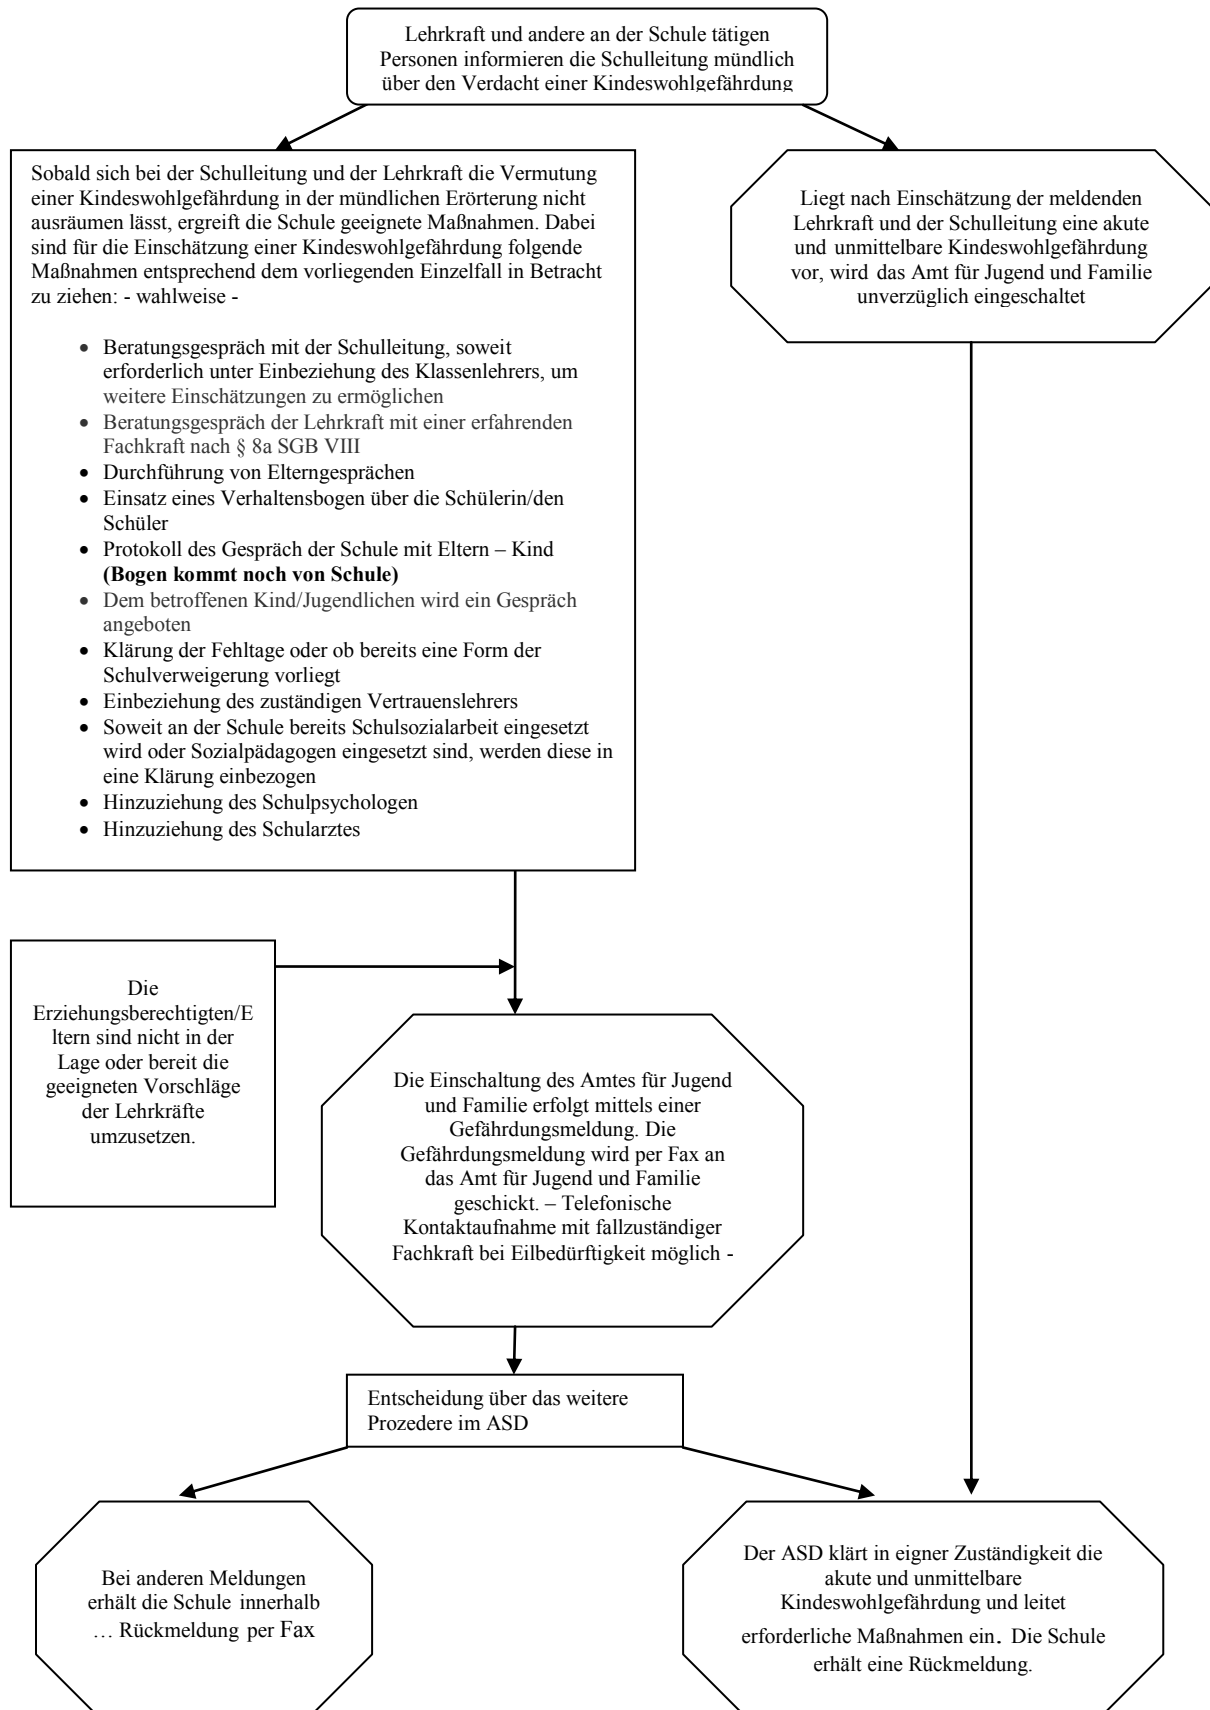 Lehrkraft und andere an der Schule tätigen
Personen informieren die Schulleitung mündlich
über den Verdacht einer Kindeswohlgefährdung
Sobald sich bei der Schulleitung und der Lehrkraft die Vermutung
einer Kindeswohlgefährdung in der mündlichen Erörterung nicht
ausräumen lässt, ergreift die Schule geeignete Maßnahmen. Dabei
sind für die Einschätzung einer Kindeswohlgefährdung folgende
Maßnahmen entsprechend dem vorliegenden Einzelfall in Betracht
zu ziehen: - wahlweise -
• Beratungsgespräch mit der Schulleitung, soweit
erforderlich unter Einbeziehung des Klassenlehrers, um
weitere Einschätzungen zu ermöglichen
• Beratungsgespräch der Lehrkraft mit einer erfahrenden
Fachkraft nach § 8a SGB VIII
• Durchführung von Elterngesprächen
• Einsatz eines Verhaltensbogen über die Schülerin/den
Schüler
• Protokoll des Gespräch der Schule mit Eltern – Kind
(Bogen kommt noch von Schule)
• Dem betroffenen Kind/Jugendlichen wird ein Gespräch
angeboten
• Klärung der Fehltage oder ob bereits eine Form der
Schulverweigerung vorliegt
• Einbeziehung des zuständigen Vertrauenslehrers
• Soweit an der Schule bereits Schulsozialarbeit eingesetzt
wird oder Sozialpädagogen eingesetzt sind, werden diese in
eine Klärung einbezogen
• Hinzuziehung des Schulpsychologen
• Hinzuziehung des Schularztes
Liegt nach Einschätzung der meldenden
Lehrkraft und der Schulleitung eine akute
und unmittelbare Kindeswohlgefährdung
vor, wird das Amt für Jugend und Familie
unverzüglich eingeschaltet
Die
Erziehungsberechtigten/E
ltern sind nicht in der
Lage oder bereit die
geeigneten Vorschläge
der Lehrkräfte
umzusetzen.
Die Einschaltung des Amtes für Jugend
und Familie erfolgt mittels einer
Gefährdungsmeldung. Die
Gefährdungsmeldung wird per Fax an
das Amt für Jugend und Familie
geschickt. – Telefonische
Kontaktaufnahme mit fallzuständiger
Fachkraft bei Eilbedürftigkeit möglich -
Entscheidung über das weitere
Prozedere im ASD
Bei anderen Meldungen
erhält die Schule innerhalb
… Rückmeldung per Fax
Der ASD klärt in eigner Zuständigkeit die
akute und unmittelbare
Kindeswohlgefährdung und leitet
erforderliche Maßnahmen ein. Die Schule
erhält eine Rückmeldung.